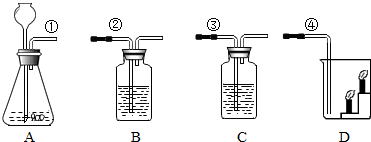 ① ② ③ ④
A B C D